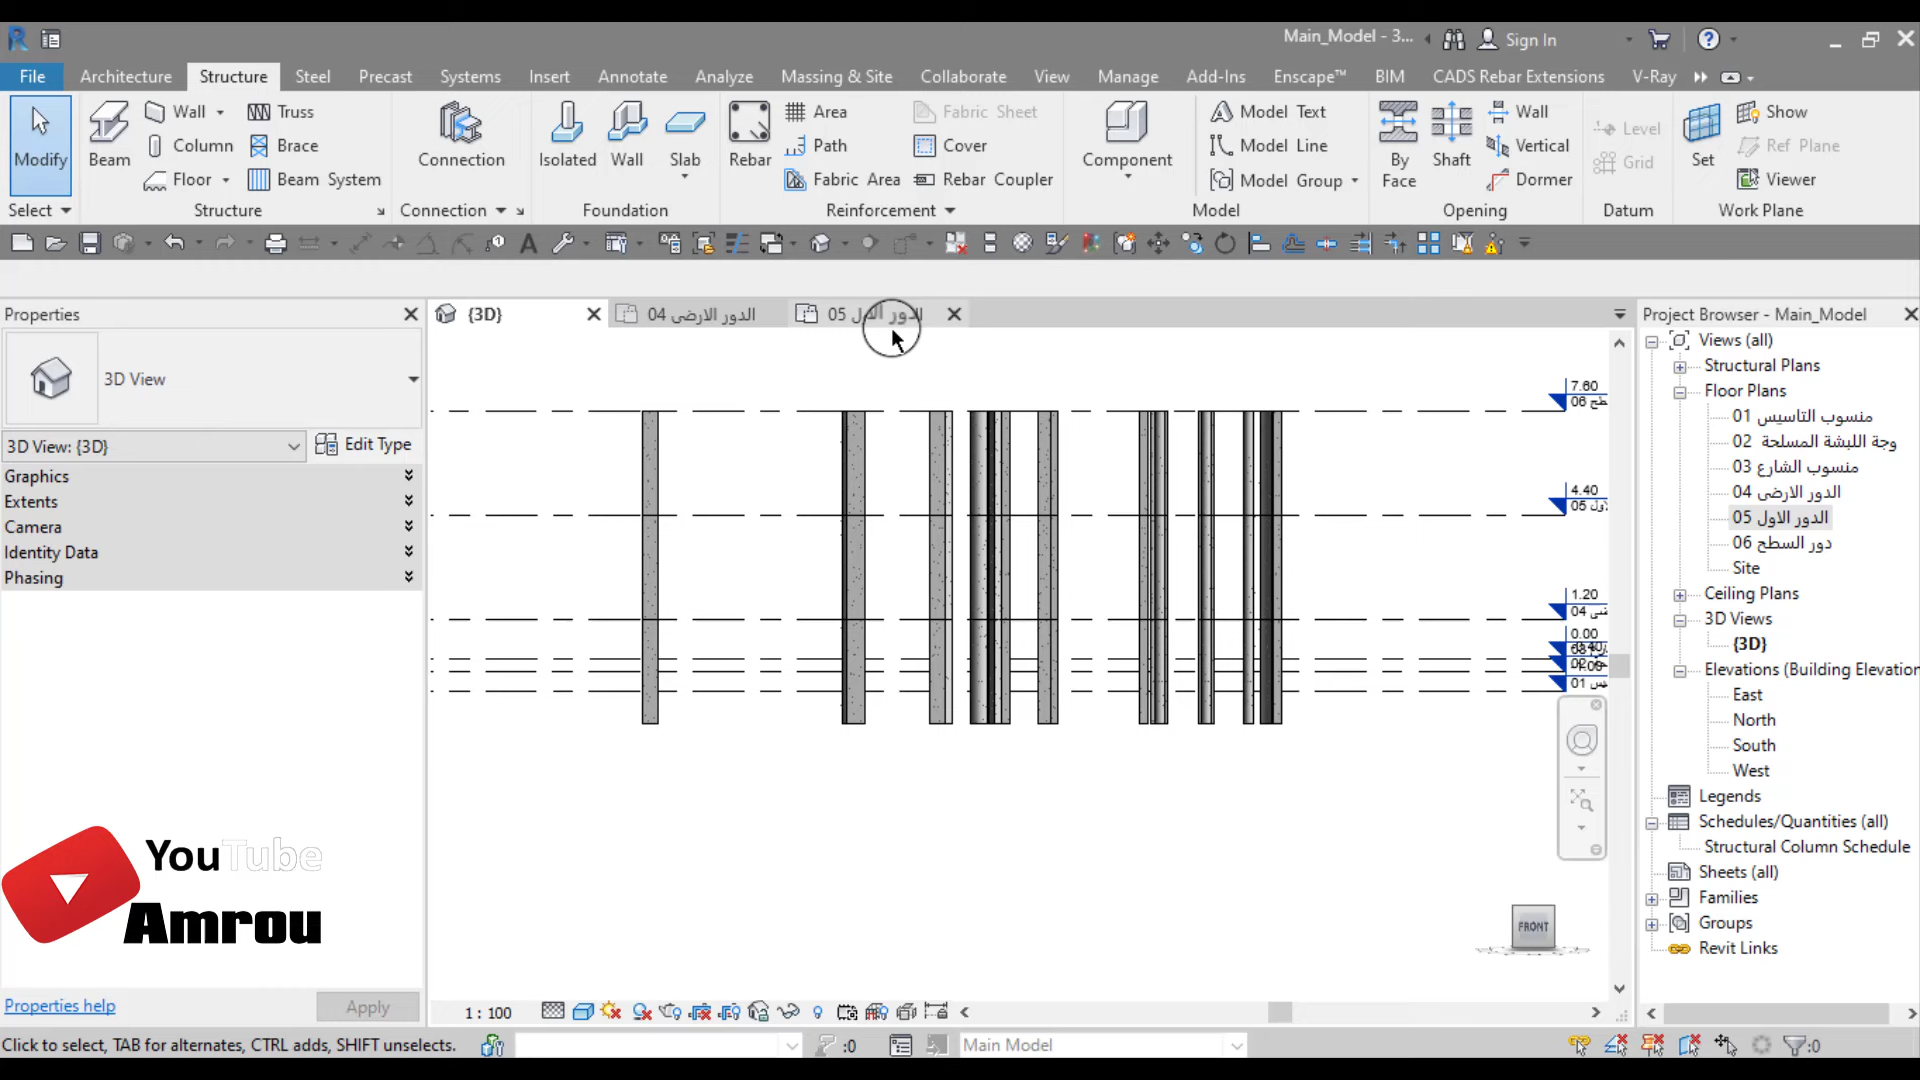 Main_Model - 3... Sign In
File Architecture Structure Steel Precast Systems Insert Annotate Analyze Massing & Site Collaborate View Manage Add-Ins Enscape™ BIM CADS Rebar Extensions V-Ray
Modify Beam Wall Truss Connection Isolated Wall Slab Rebar Area Fabric Sheet Component Model Text By Face Shaft Wall Level Set Show
Column Brace Path Cover Model Line Vertical Grid Ref Plane
Floor Beam System Fabric Area Rebar Coupler Model Group Dormer Viewer
Select Structure Connection Foundation Reinforcement Model Opening Datum Work Plane
Properties
3D View
3D View: {3D} Edit Type
Graphics
Extents
Camera
Identity Data
Phasing
Properties help Apply
{3D} الدور الارضى 04 الدور الاول 05
7.60
06
4.40
05
1.20
04
0.00
01
FRONT
1 : 100
Project Browser - Main_Model
Views (all)
Structural Plans
Floor Plans
منسوب التاسيس 01
وجة اللبشة المسلحة 02
منسوب الشارع 03
الدور الارضى 04
الدور الاول 05
دور السطح 06
Site
Ceiling Plans
3D Views
{3D}
Elevations (Building Elevation
East
North
South
West
Legends
Schedules/Quantities (all)
Structural Column Schedule
Sheets (all)
Families
Groups
Revit Links
YouTube
Amrou
Click to select, TAB for alternates, CTRL adds, SHIFT unselects. :0 Main Model :0